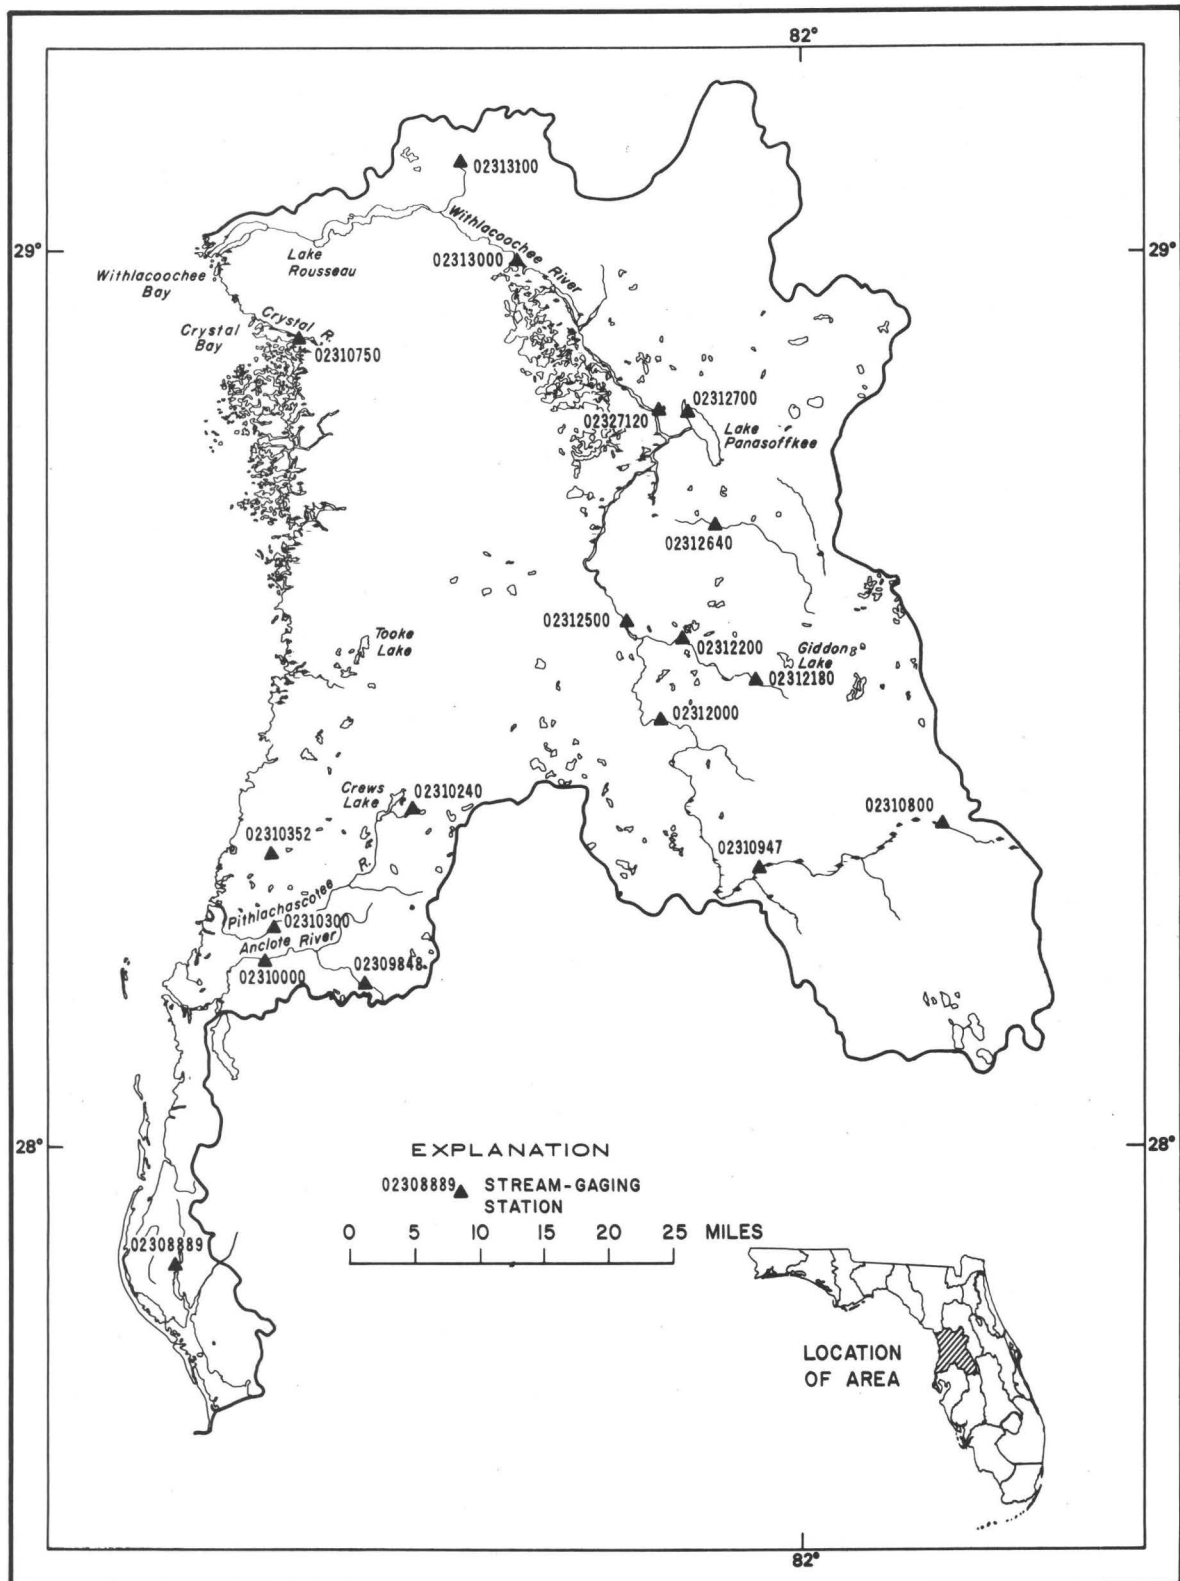 82°
02313100
Withlacoochee River
29°
29°
Lake
Rousseau
02313000
Withlacoochee
Bay
Crystal R.
Crystal
Bay
02310750
02312700
02327120
Lake
Panasoffkee
02312640
02312500
02312200
Tooke
Lake
Giddon
Lake
02312180
02312000
Crews
Lake
02310240
02310800
02310352
02310947
Pithlachascotee R.
02310300
Anclote River
02310000
02309848
28°
28°
EXPLANATION
02308889 STREAM-GAGING
STATION
0 5 10 15 20 25 MILES
02308889
LOCATION
OF AREA
82°